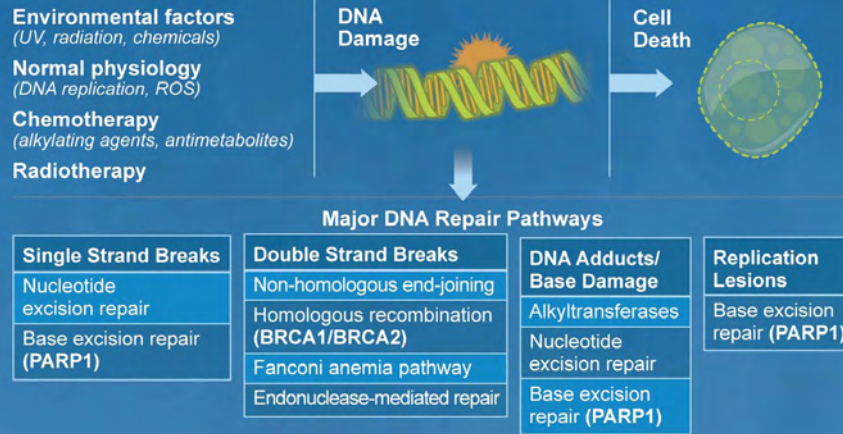 Environmental factors
(UV, radiation, chemicals)
Normal physiology
(DNA replication, ROS)
Chemotherapy
(alkylating agents, antimetabolites)
Radiotherapy
DNA
Damage
Cell
Death
Major DNA Repair Pathways
Single Strand Breaks
Nucleotide
excision repair
Base excision repair
(PARP1)
Double Strand Breaks
Non-homologous end-joining
Homologous recombination
(BRCA1/BRCA2)
Fanconi anemia pathway
Endonuclease-mediated repair
DNA Adducts/
Base Damage
Alkyltransferases
Nucleotide
excision repair
Base excision
repair (PARP1)
Replication
Lesions
Base excision
repair (PARP1)